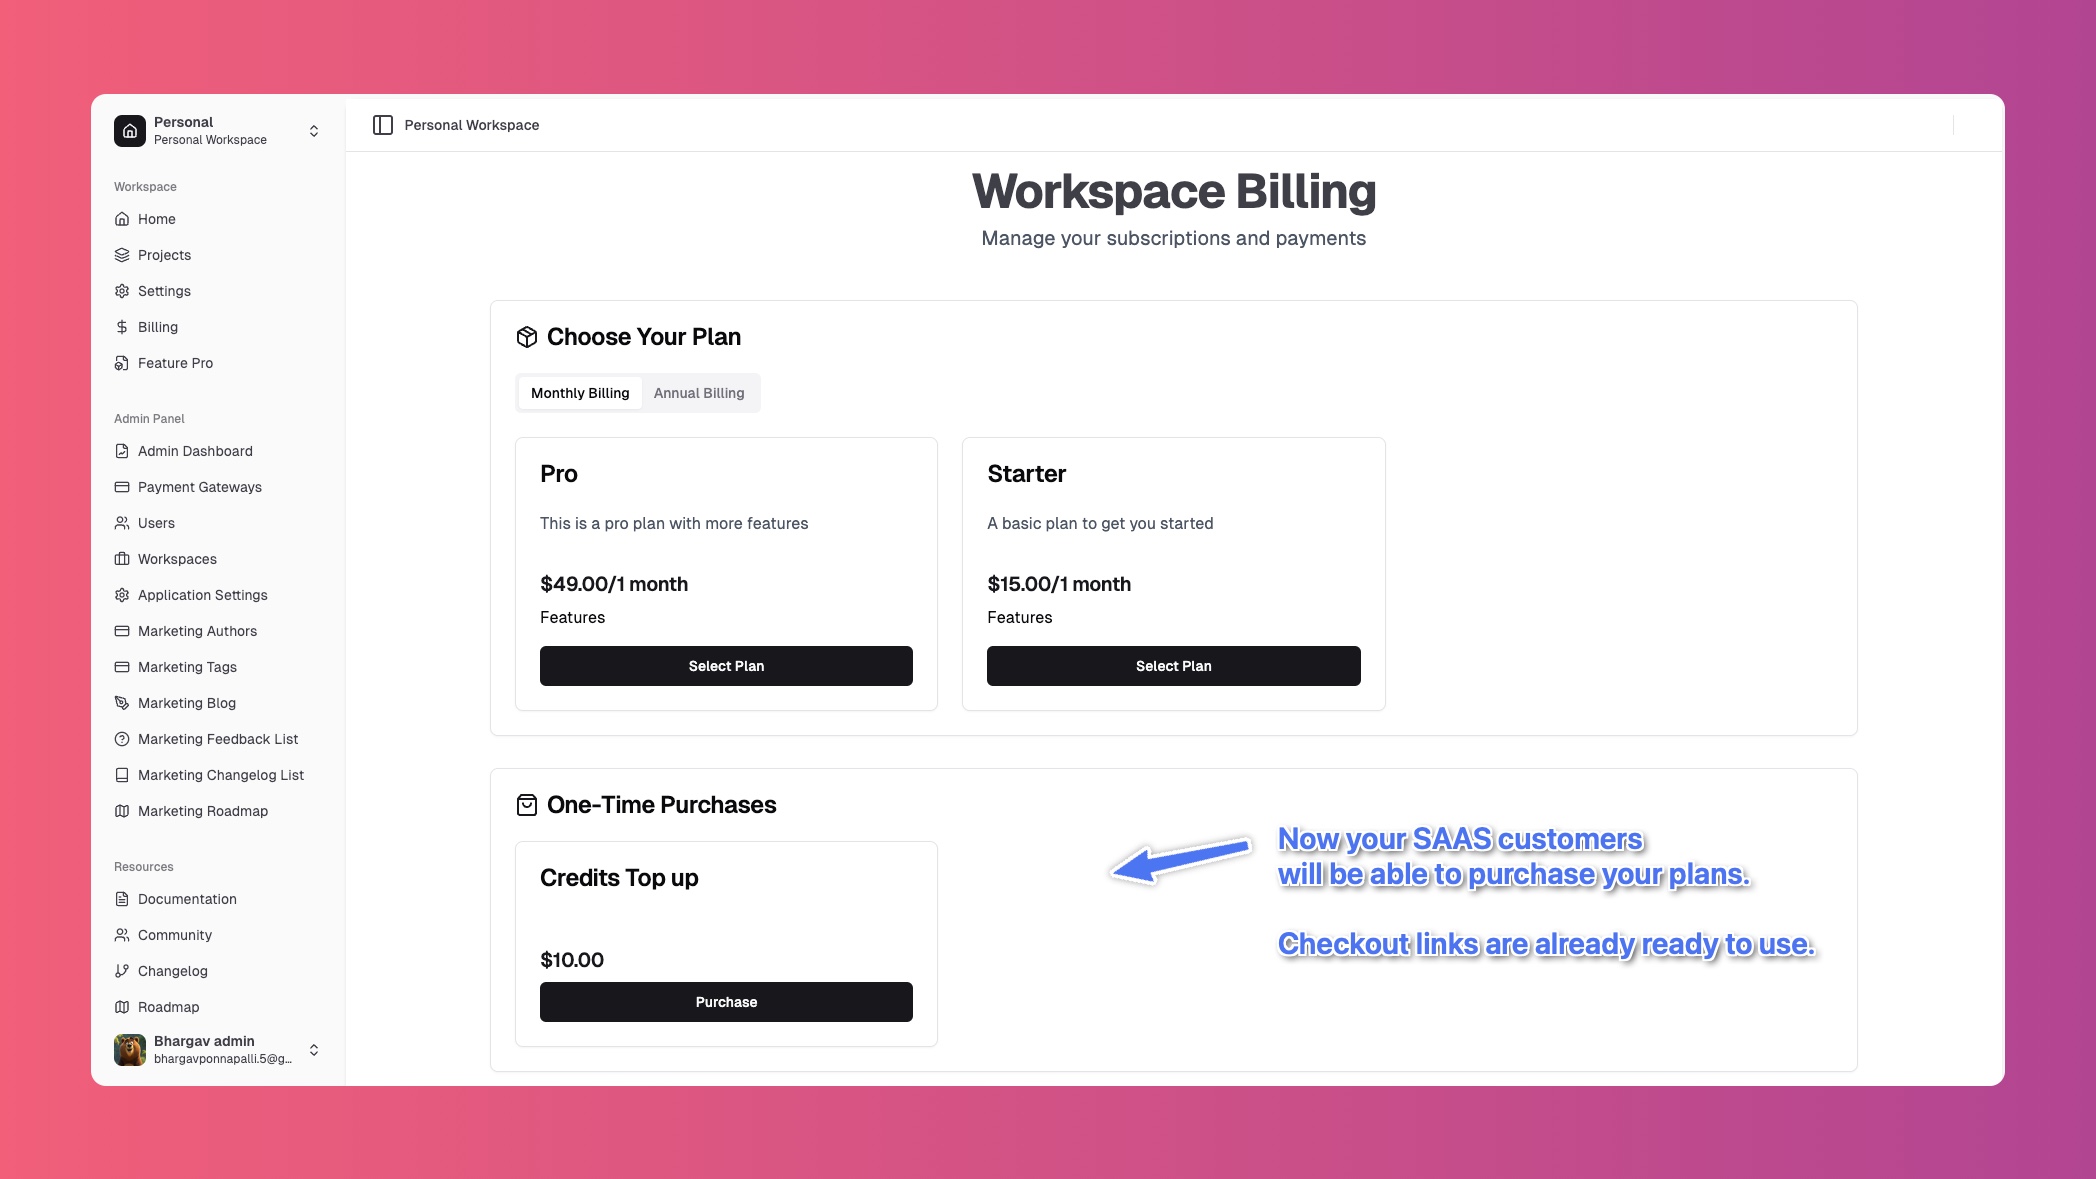 Personal
Personal Workspace
Workspace
Home
Projects
Settings
Billing
Feature Pro
Admin Panel
Admin Dashboard
Payment Gateways
Users
Workspaces
Application Settings
Marketing Authors
Marketing Tags
Marketing Blog
Marketing Feedback List
Marketing Changelog List
Marketing Roadmap
Resources
Documentation
Community
Changelog
Roadmap
Bhargav admin
bhargavponnapalli.5@g...
Personal Workspace
Workspace Billing
Manage your subscriptions and payments
Choose Your Plan
Monthly Billing Annual Billing
Pro
This is a pro plan with more features
$49.00/1 month
Features
Select Plan
Starter
A basic plan to get you started
$15.00/1 month
Features
Select Plan
One-Time Purchases
Credits Top up
$10.00
Purchase
Now your SAAS customers
will be able to purchase your plans.
Checkout links are already ready to use.